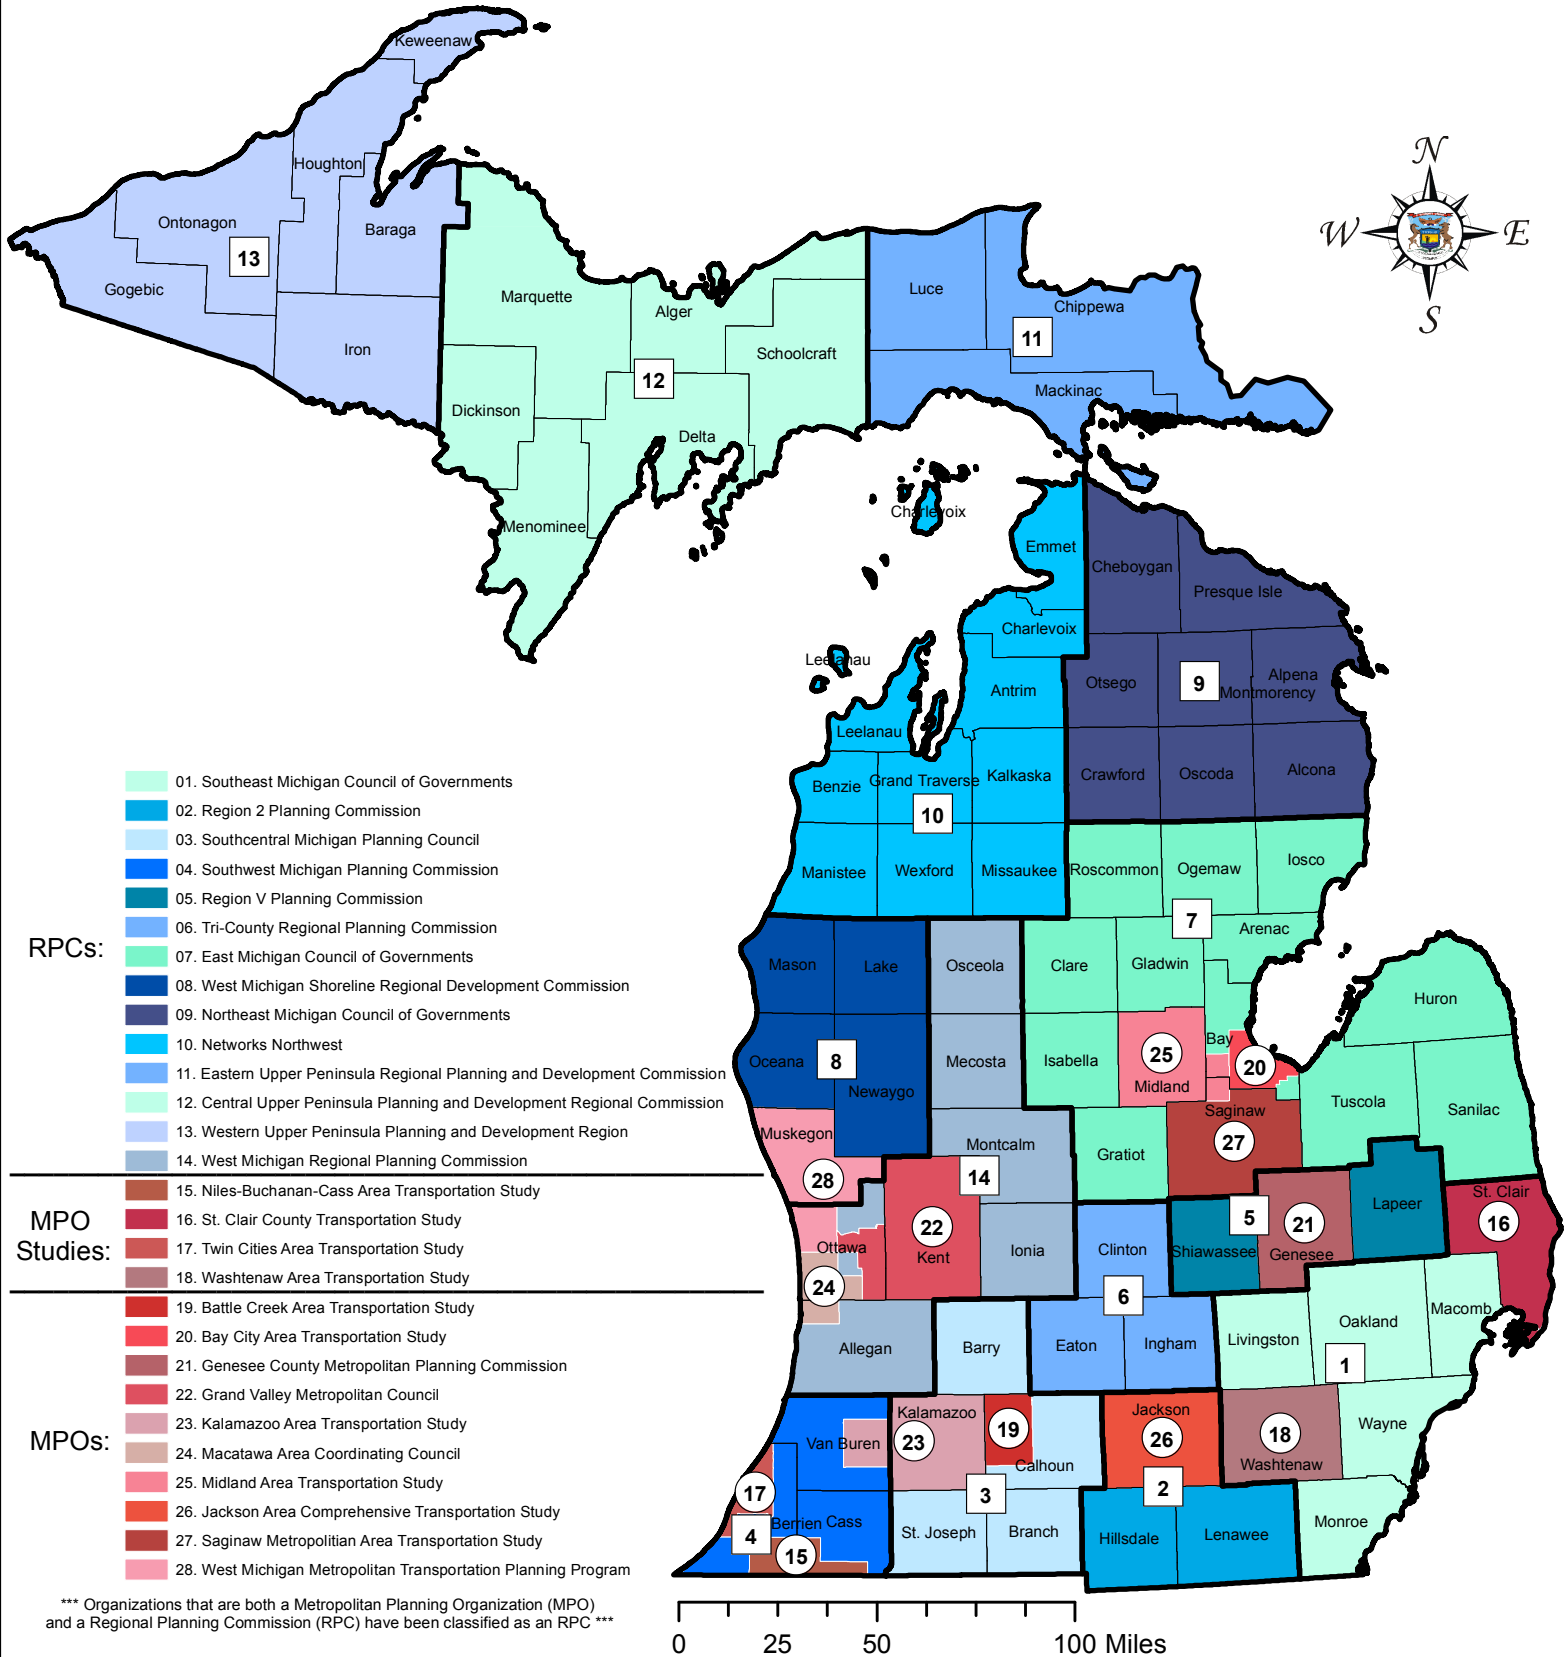 Keweenaw
Houghton
Ontonagon
Baraga
13
Gogebic
Iron
Marquette
Alger
Schoolcraft
12
Dickinson
Delta
Menominee
Luce
Chippewa
11
Mackinac
N
W
E
S
Charlevoix
Emmet
Cheboygan
Presque Isle
Charlevoix
Leelanau
Antrim
Otsego
9
Alpena
Montmorency
Leelanau
Benzie
Grand Traverse
Kalkaska
Crawford
Oscoda
Alcona
10
Manistee
Wexford
Missaukee
Roscommon
Ogemaw
Iosco
7
Arenac
Mason
Lake
Osceola
Clare
Gladwin
Huron
Oceana
8
Newaygo
Mecosta
Isabella
25
Midland
Bay
20
Tuscola
Sanilac
Saginaw
27
Muskegon
28
Montcalm
14
Gratiot
Ottawa
22
Kent
Ionia
Clinton
5
Shiawassee
21
Genesee
Lapeer
St. Clair
16
24
6
Allegan
Barry
Eaton
Ingham
Livingston
Oakland
Macomb
1
Van Buren
Kalamazoo
23
19
Calhoun
Jackson
26
18
Washtenaw
Wayne
17
4
Berrien
Cass
15
3
St. Joseph
Branch
2
Hillsdale
Lenawee
Monroe
RPCs:
01. Southeast Michigan Council of Governments
02. Region 2 Planning Commission
03. Southcentral Michigan Planning Council
04. Southwest Michigan Planning Commission
05. Region V Planning Commission
06. Tri-County Regional Planning Commission
07. East Michigan Council of Governments
08. West Michigan Shoreline Regional Development Commission
09. Northeast Michigan Council of Governments
10. Networks Northwest
11. Eastern Upper Peninsula Regional Planning and Development Commission
12. Central Upper Peninsula Planning and Development Regional Commission
13. Western Upper Peninsula Planning and Development Region
14. West Michigan Regional Planning Commission
MPO
Studies:
15. Niles-Buchanan-Cass Area Transportation Study
16. St. Clair County Transportation Study
17. Twin Cities Area Transportation Study
18. Washtenaw Area Transportation Study
MPOs:
19. Battle Creek Area Transportation Study
20. Bay City Area Transportation Study
21. Genesee County Metropolitan Planning Commission
22. Grand Valley Metropolitan Council
23. Kalamazoo Area Transportation Study
24. Macatawa Area Coordinating Council
25. Midland Area Transportation Study
26. Jackson Area Comprehensive Transportation Study
27. Saginaw Metropolitan Area Transportation Study
28. West Michigan Metropolitan Transportation Planning Program
*** Organizations that are both a Metropolitan Planning Organization (MPO)
and a Regional Planning Commission (RPC) have been classified as an RPC ***
0 25 50 100 Miles